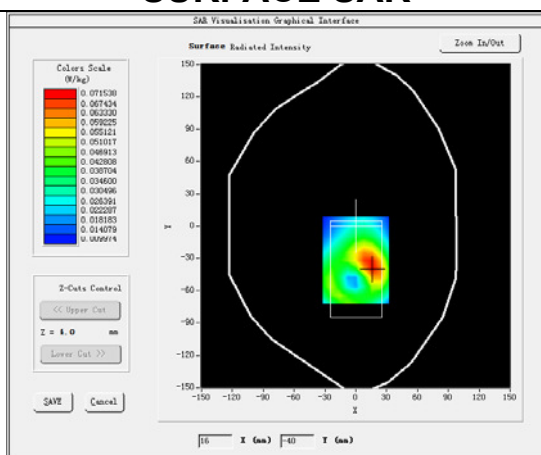 SURFACE SAR
SAR Visualisation Graphical Interface
Surface Radiated Intensity
Zoom In/Out
Colors Scale
(W/kg)
0.071538
0.067434
0.063330
0.059225
0.055121
0.051017
0.046913
0.042808
0.038704
0.034600
0.030496
0.026391
0.022287
0.018183
0.014079
0.009974
150
120
90
60
30
0
-30
-60
-90
-120
-150
Y
-150 -120 -90 -60 -30 0 30 60 90 120 150
X
Z-Cuts Control
<< Upper Cut
Z = 4.0 mm
Lower Cut >>
SAVE Cancel
16 X (mm) -40 Y (mm)